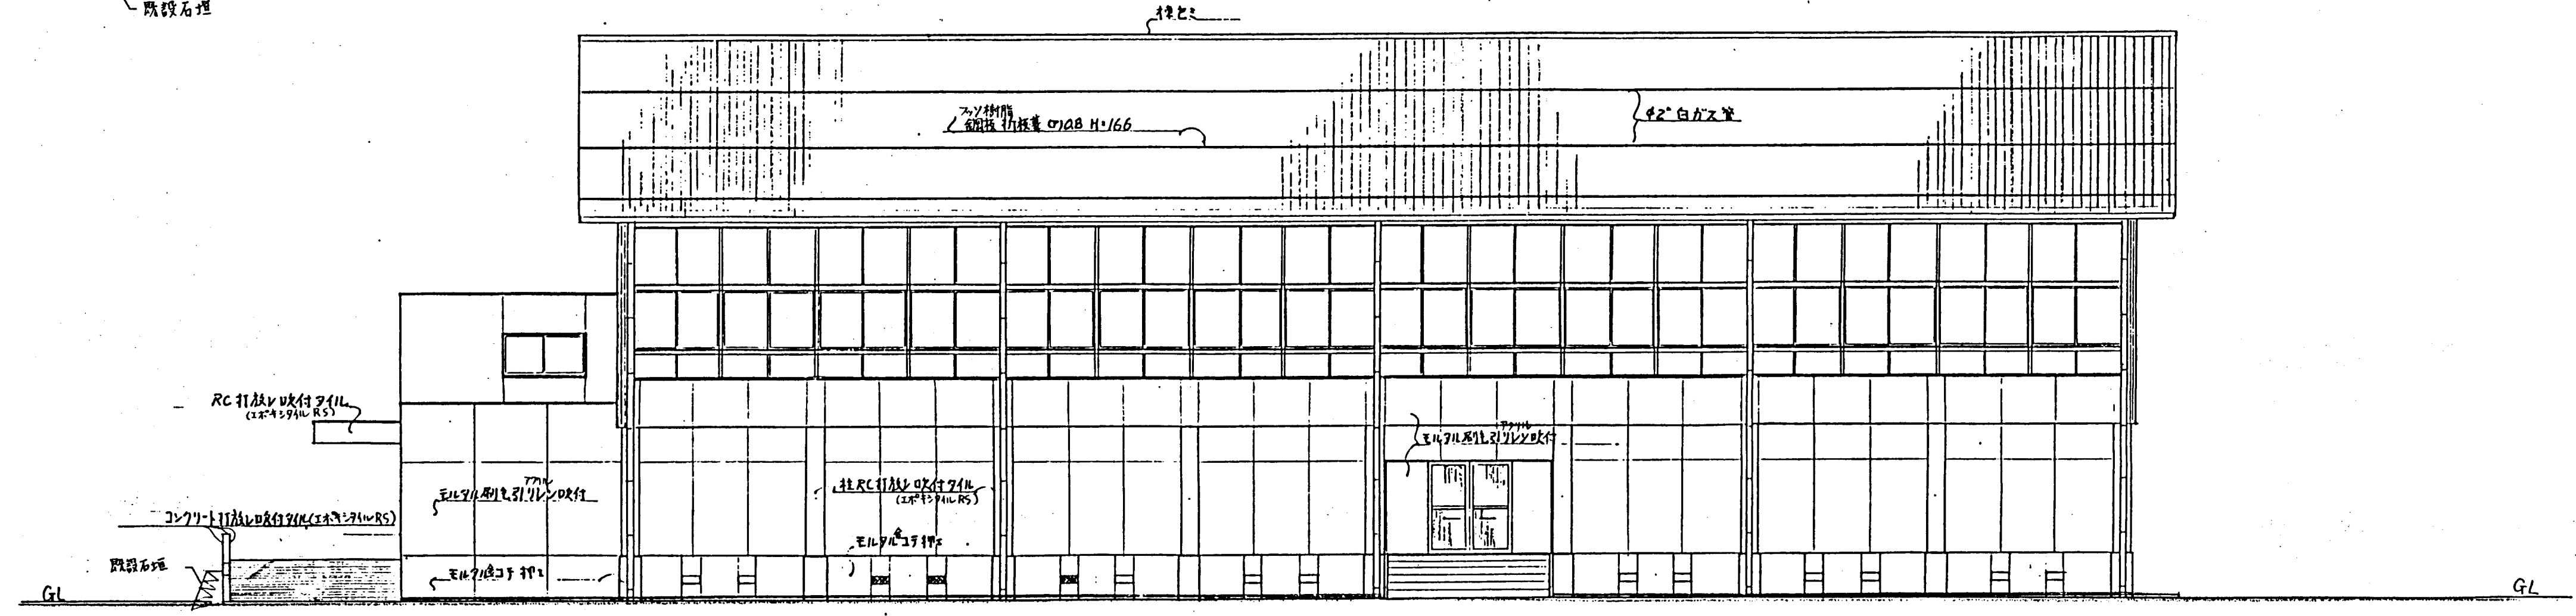 既設石垣
棟包ミ
フッソ樹脂
鋼板折板葺 ⑦0.8 H=166
φ2" 白ガス管
RC打放し吹付タイル
(エポキシタイルRS)
アクリル
モルタル刷毛引リシン吹付
アクリル
モルタル刷毛引リシン吹付
柱RC打放し吹付タイル
(エポキシタイルRS)
コンクリート打放し吹付タイル(エポキシタイルRS)
モルタル金コテ押エ
既設石垣
モルタル金コテ押エ
GL
GL